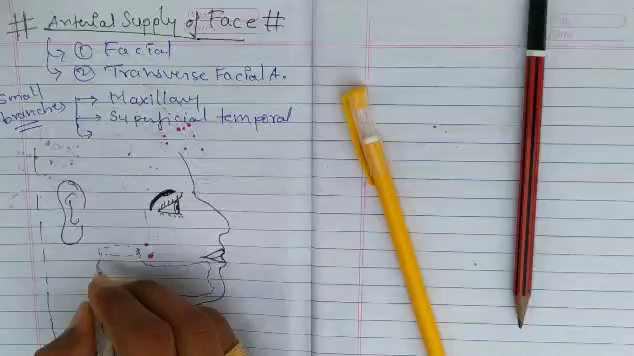 # Arterial Supply of Face #
① Facial
② Transverse Facial A.
Small → Maxillary
branches → Superficial temporal